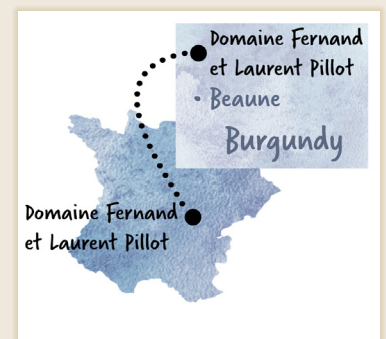 Domaine Fernand
et Laurent Pillot
Beaune
Burgundy
Domaine Fernand
et Laurent Pillot